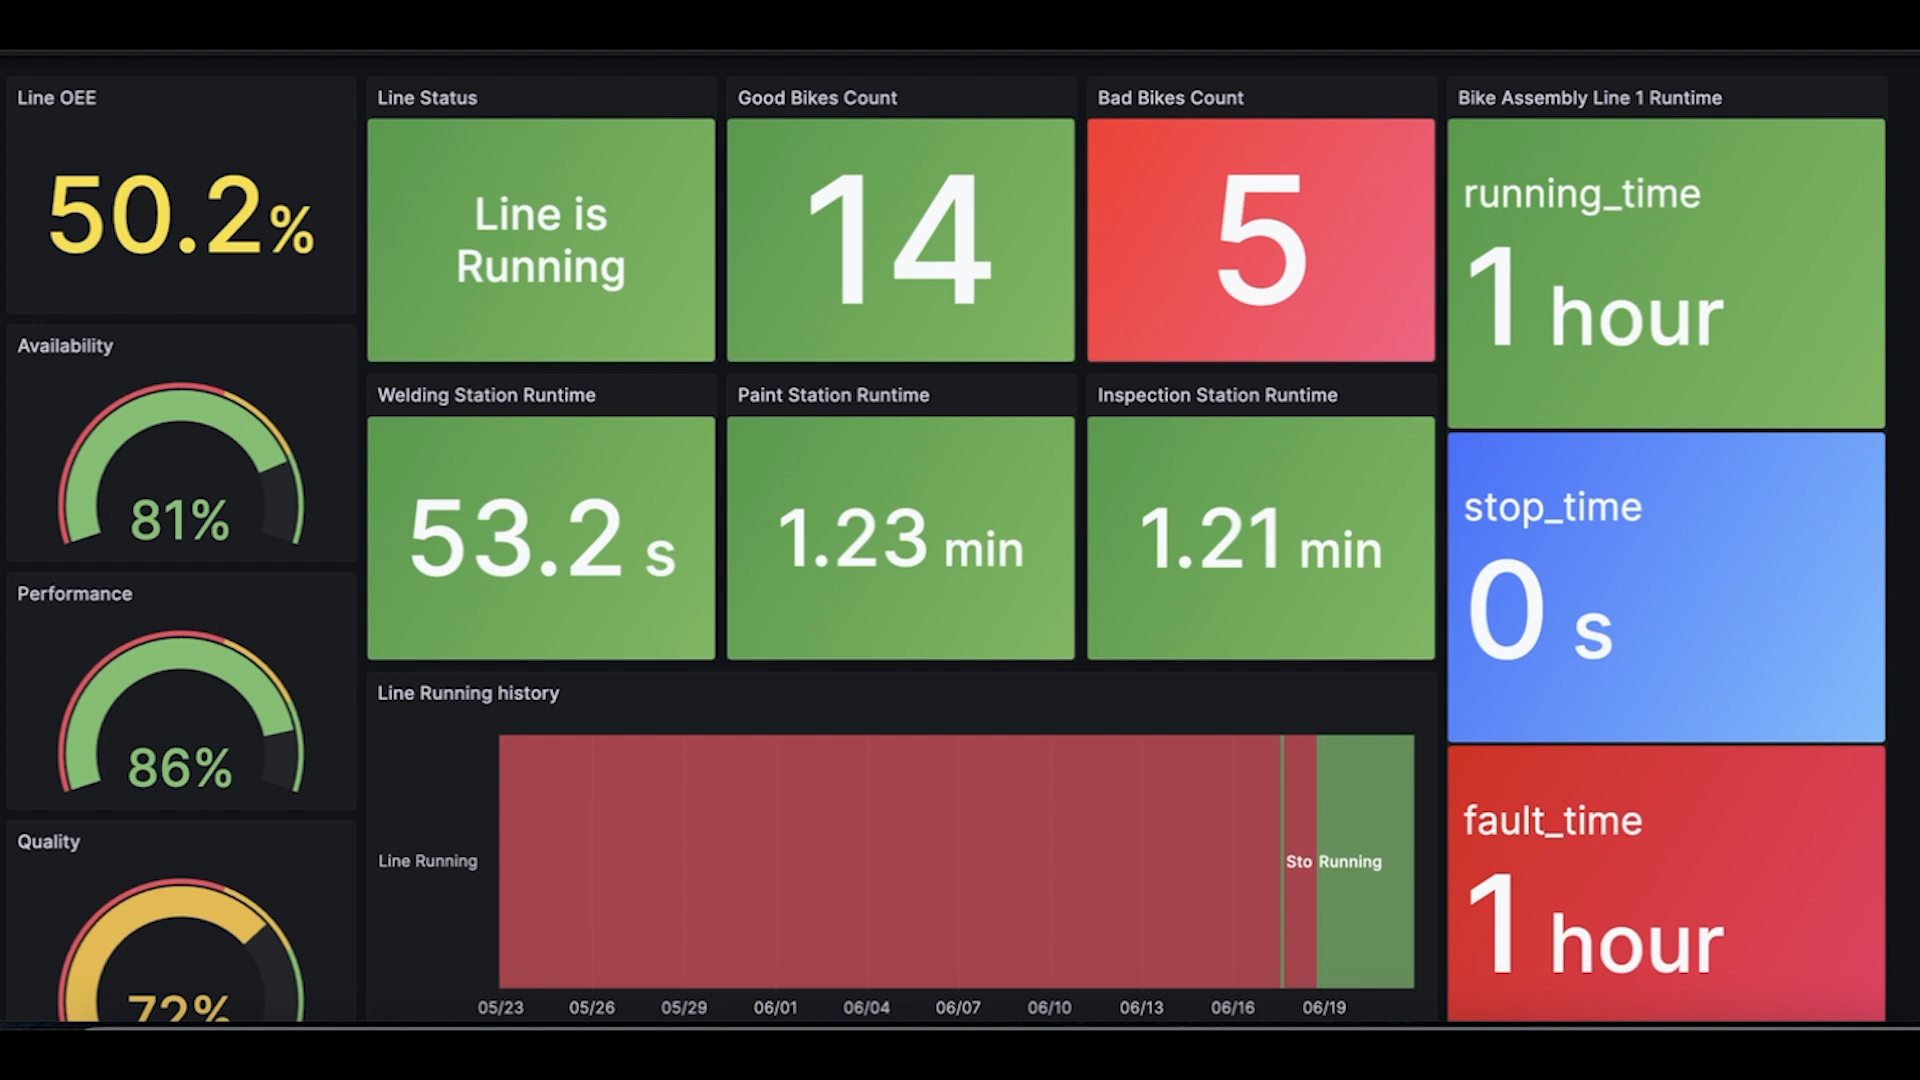 Line OEE
50.2%
Line Status
Line is
Running
Good Bikes Count
14
Bad Bikes Count
5
Bike Assembly Line 1 Runtime
running_time
1 hour
stop_time
0 s
fault_time
1 hour
Availability
81%
Welding Station Runtime
53.2 s
Paint Station Runtime
1.23 min
Inspection Station Runtime
1.21 min
Performance
86%
Quality
72%
Line Running history
Line Running
Sto Running
05/23 05/26 05/29 06/01 06/04 06/07 06/10 06/13 06/16 06/19